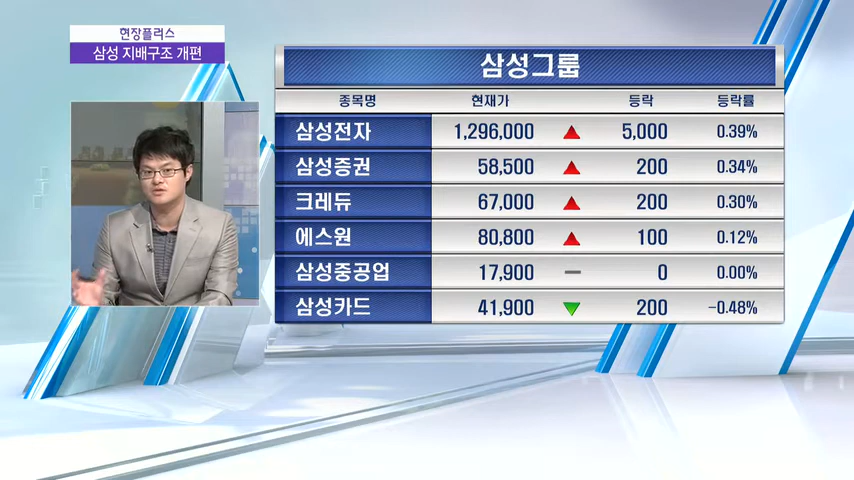 현장플러스
삼성 지배구조 개편
삼성그룹
종목명 현재가 등락 등락률
삼성전자 1,296,000 ▲ 5,000 0.39%
삼성증권 58,500 ▲ 200 0.34%
크레듀 67,000 ▲ 200 0.30%
에스원 80,800 ▲ 100 0.12%
삼성중공업 17,900 − 0 0.00%
삼성카드 41,900 ▼ 200 -0.48%